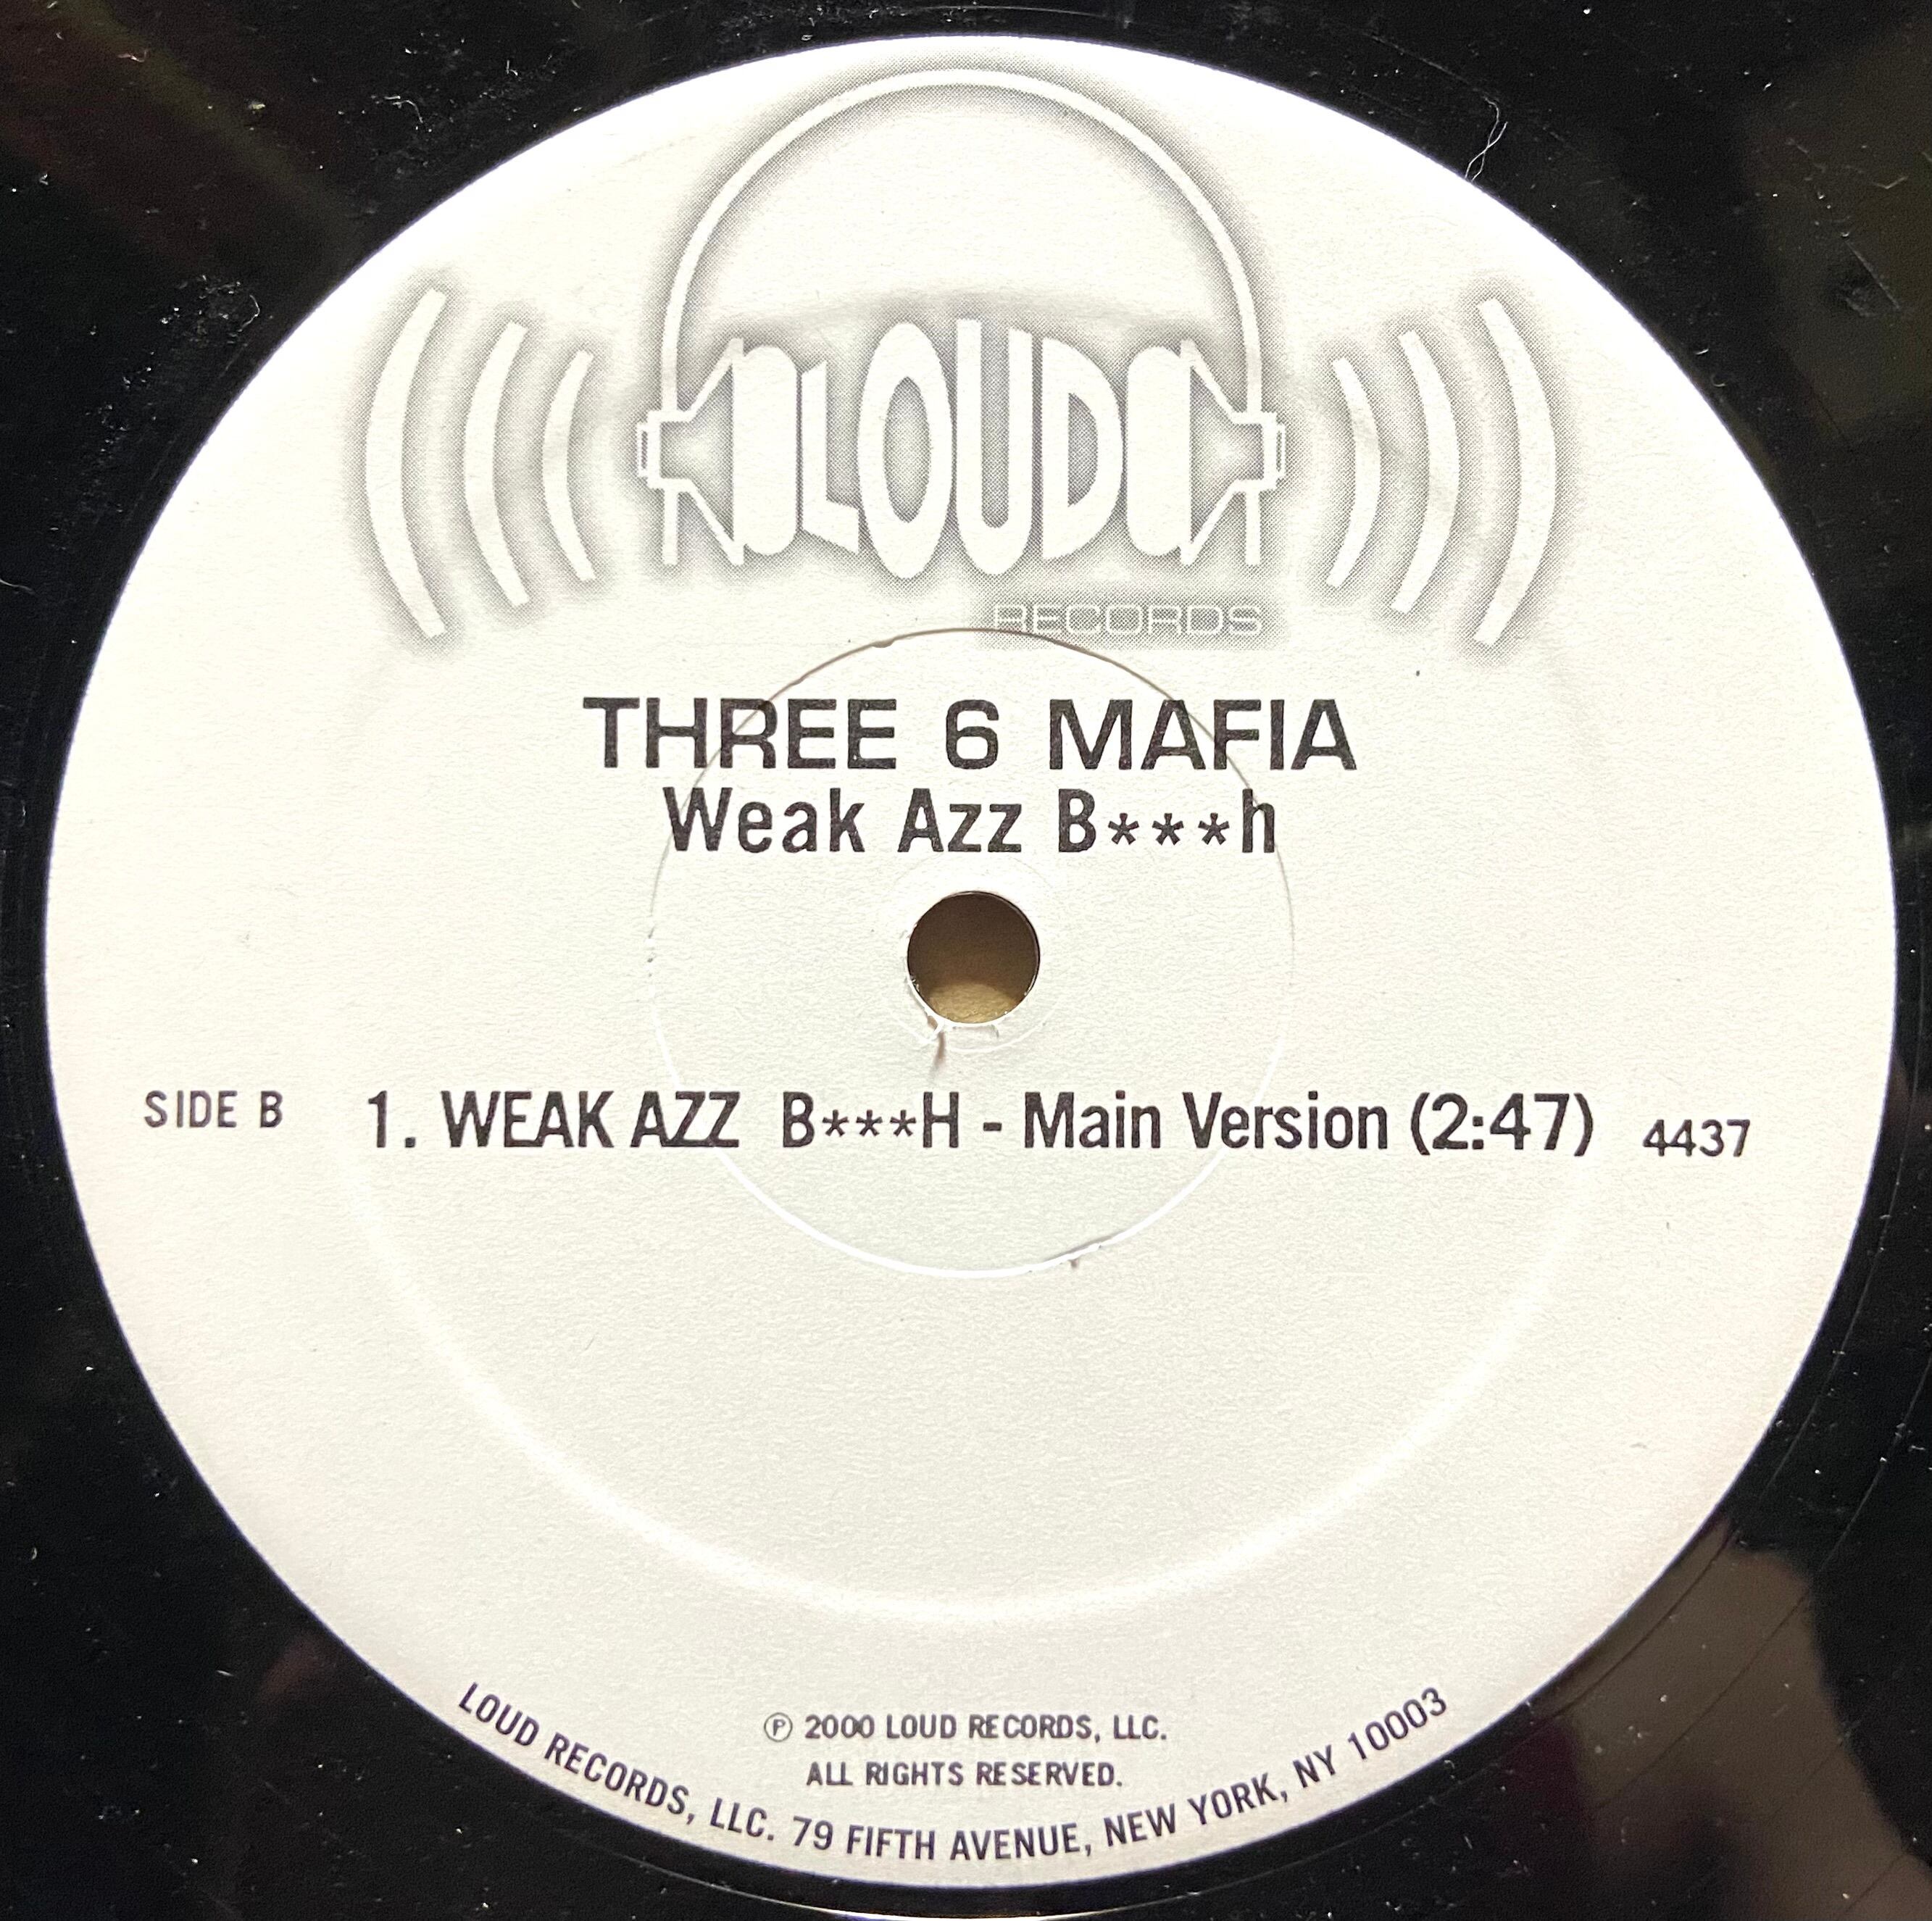 LOUD
RECORDS
THREE 6 MAFIA
Weak Azz B***h
SIDE B 1. WEAK AZZ B***H - Main Version (2:47) 4437
℗ 2000 LOUD RECORDS, LLC.
ALL RIGHTS RESERVED.
LOUD RECORDS, LLC. 79 FIFTH AVENUE, NEW YORK, NY 10003